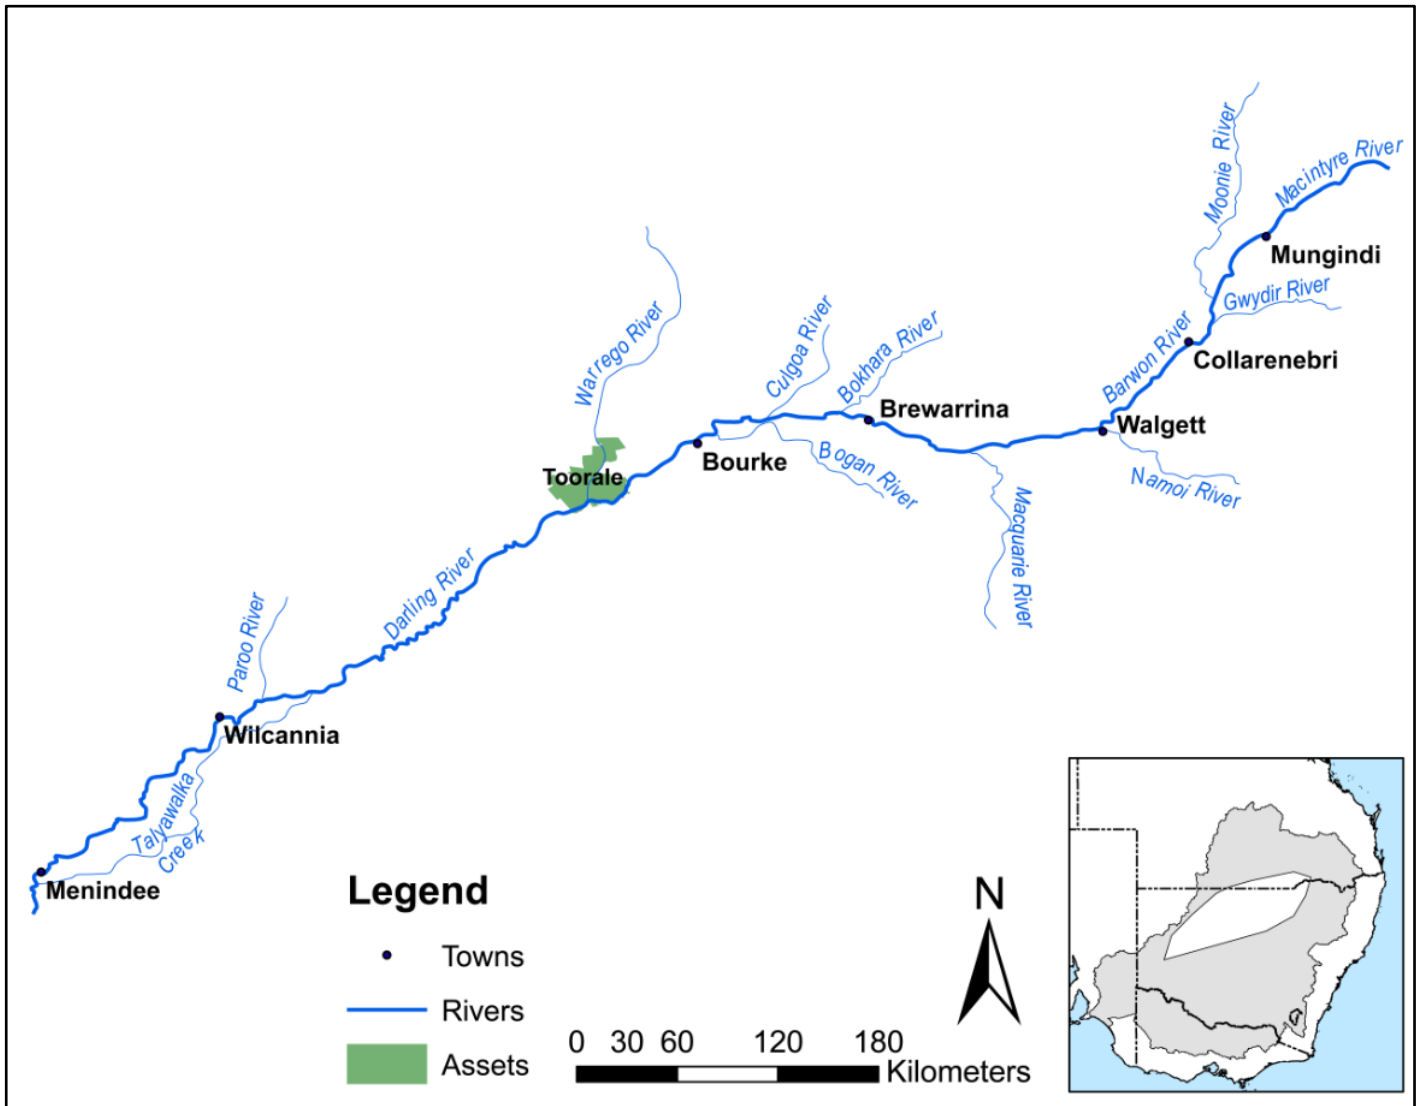 Moonie River
Macintyre River
Mungindi
Gwydir River
Warrego River
Culgoa River
Bokhara River
Barwon River
Collarenebri
Brewarrina
Walgett
Bourke
Bogan River
Namoi River
Toorale
Macquarie River
Darling River
Paroo River
Wilcannia
Talyawalka
Creek
Menindee
Legend
Towns
Rivers
Assets
N
0 30 60 120 180
Kilometers